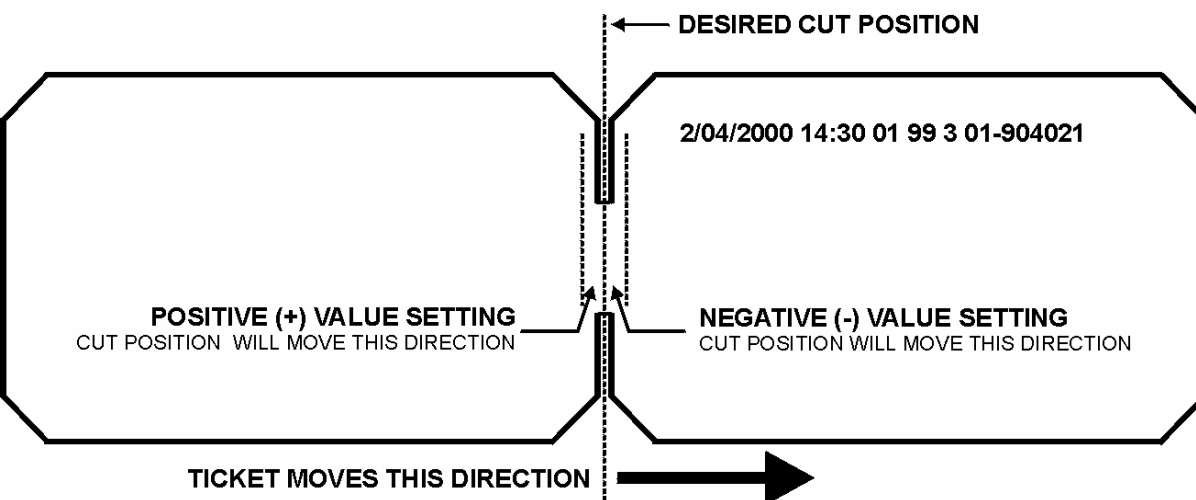 DESIRED CUT POSITION
2/04/2000 14:30 01 99 3 01-904021
POSITIVE (+) VALUE SETTING
CUT POSITION WILL MOVE THIS DIRECTION
NEGATIVE (-) VALUE SETTING
CUT POSITION WILL MOVE THIS DIRECTION
TICKET MOVES THIS DIRECTION